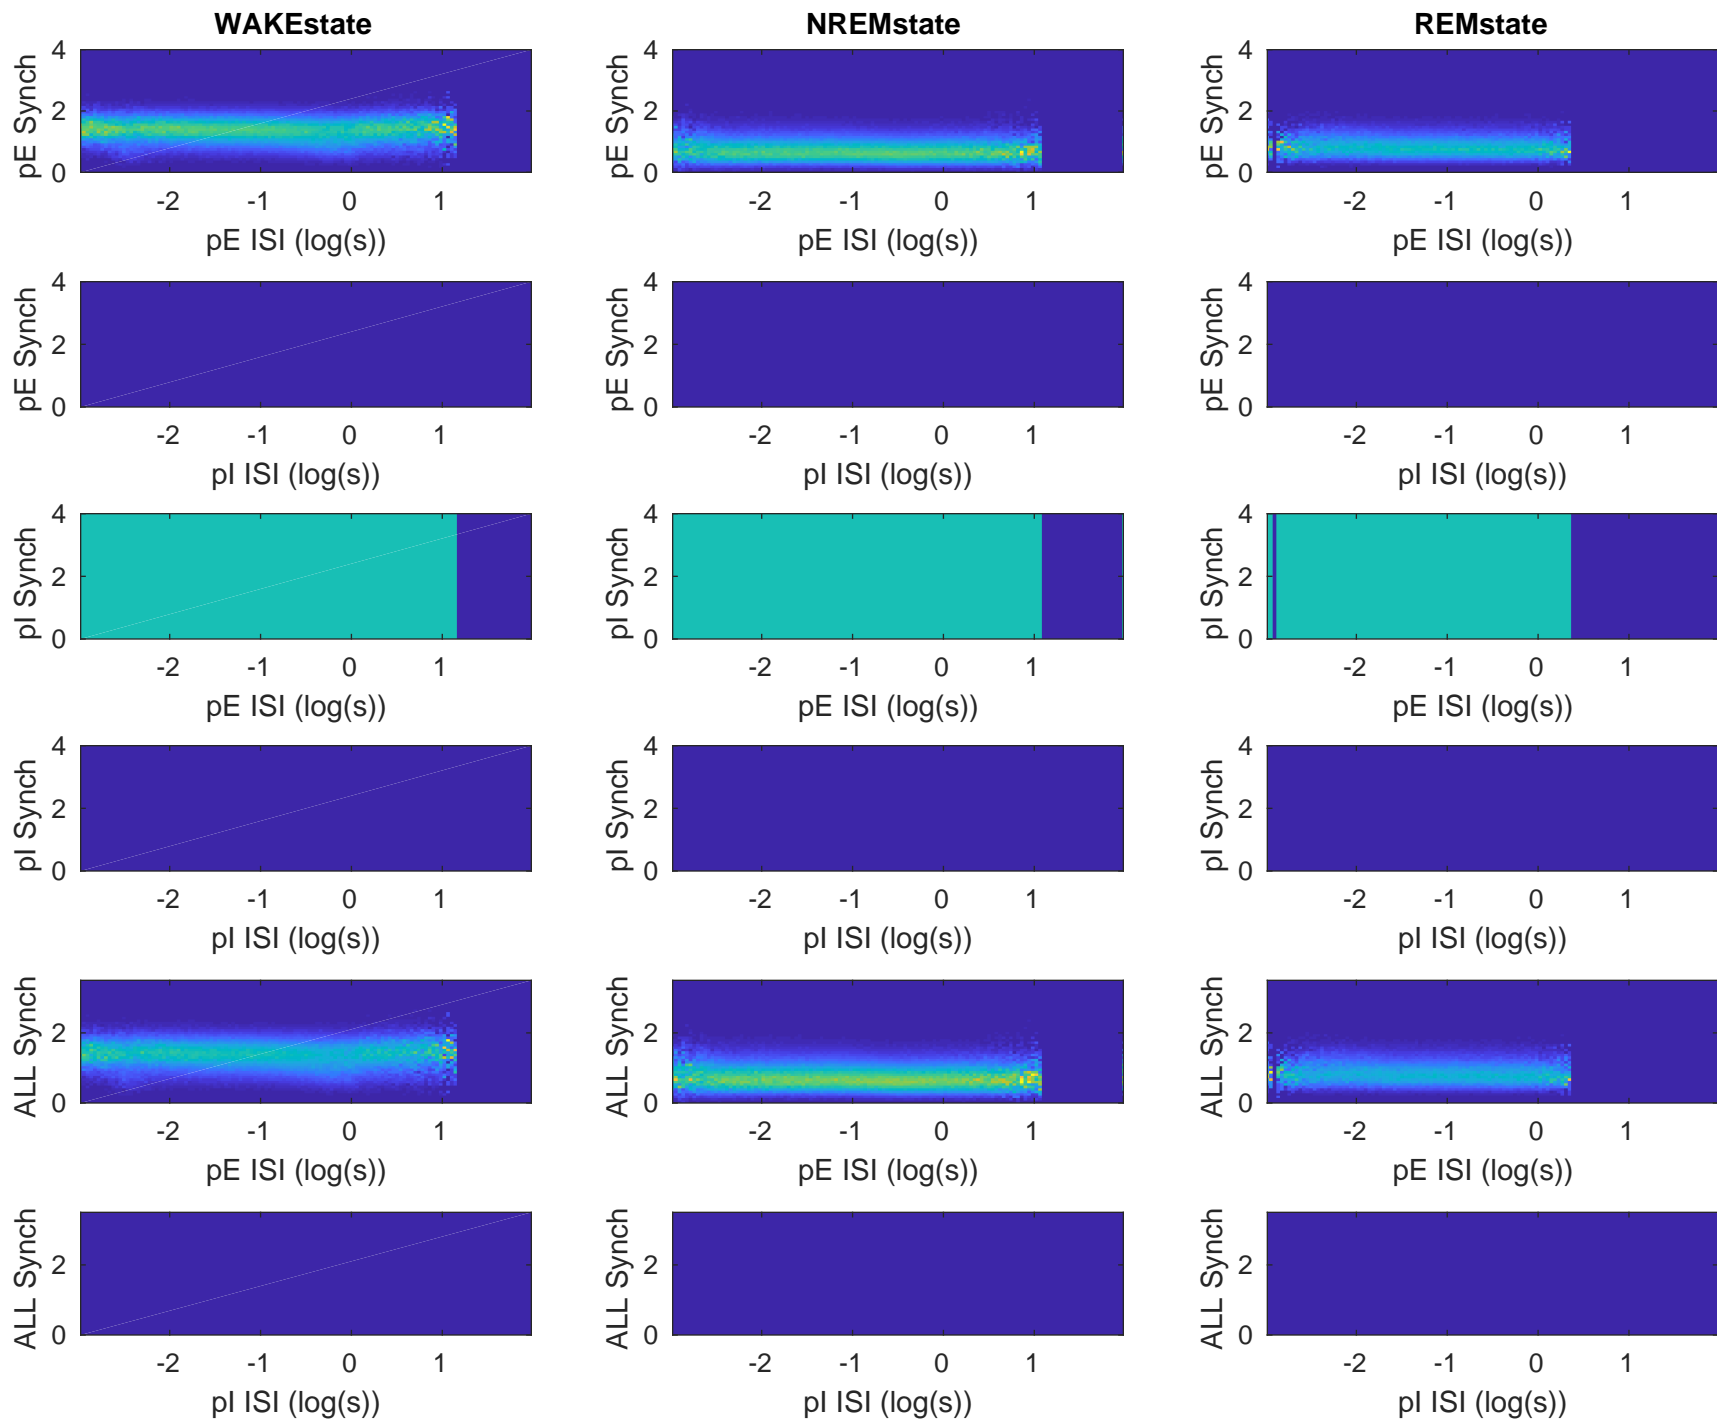 WAKEstate NREMstate REMstate
4 4 4
pE Synch pE Synch pE Synch
2 2 2
0 0 0
-2 -1 0 1 -2 -1 0 1 -2 -1 0 1
pE ISI (log(s)) pE ISI (log(s)) pE ISI (log(s))
4 4 4
pE Synch pE Synch pE Synch
2 2 2
0 0 0
-2 -1 0 1 -2 -1 0 1 -2 -1 0 1
pI ISI (log(s)) pI ISI (log(s)) pI ISI (log(s))
4 4 4
pI Synch pI Synch pI Synch
2 2 2
0 0 0
-2 -1 0 1 -2 -1 0 1 -2 -1 0 1
pE ISI (log(s)) pE ISI (log(s)) pE ISI (log(s))
4 4 4
pI Synch pI Synch pI Synch
2 2 2
0 0 0
-2 -1 0 1 -2 -1 0 1 -2 -1 0 1
pI ISI (log(s)) pI ISI (log(s)) pI ISI (log(s))
ALL Synch ALL Synch ALL Synch
2 2 2
0 0 0
-2 -1 0 1 -2 -1 0 1 -2 -1 0 1
pE ISI (log(s)) pE ISI (log(s)) pE ISI (log(s))
ALL Synch ALL Synch ALL Synch
2 2 2
0 0 0
-2 -1 0 1 -2 -1 0 1 -2 -1 0 1
pI ISI (log(s)) pI ISI (log(s)) pI ISI (log(s))